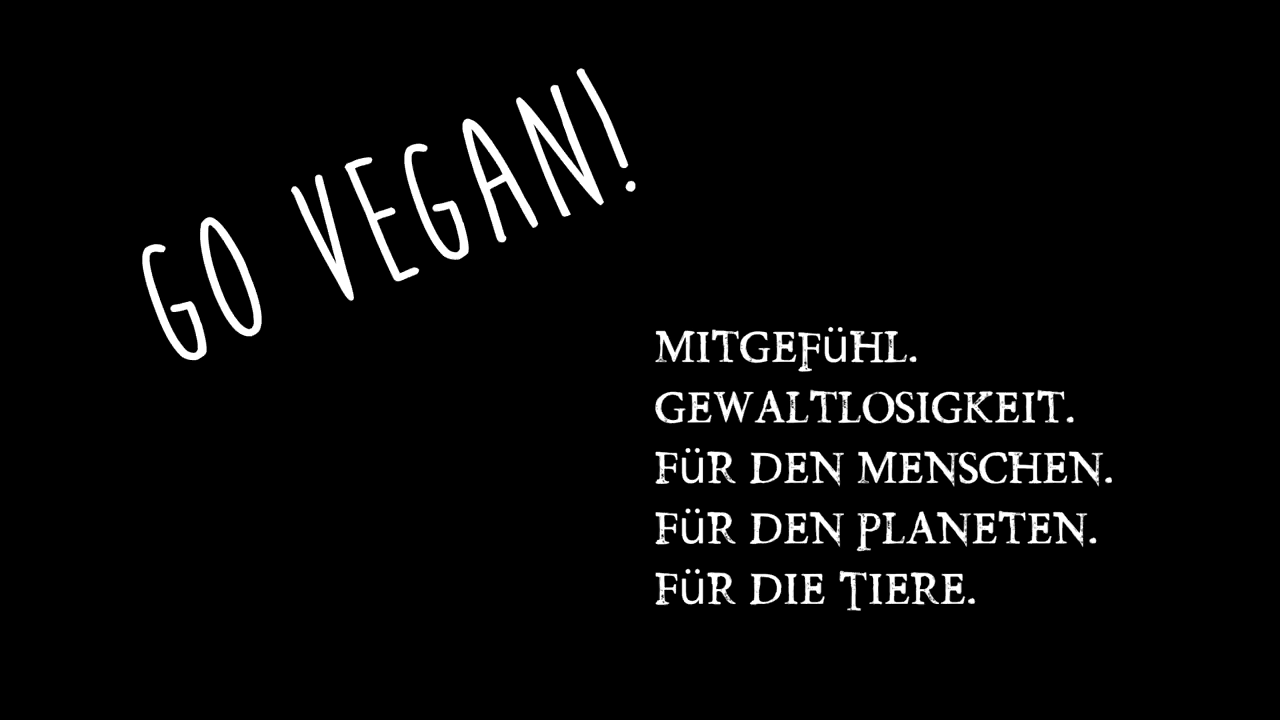 GO VEGAN!
MITGEFÜHL.
GEWALTLOSIGKEIT.
FÜR DEN MENSCHEN.
FÜR DEN PLANETEN.
FÜR DIE TIERE.